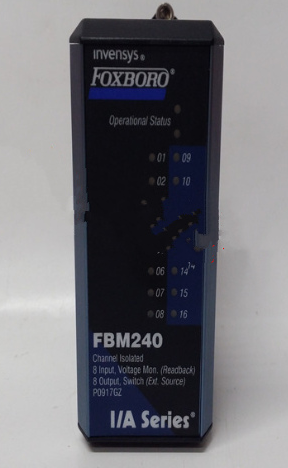 invensys®
FOXBORO®
Operational Status
01 09
02 10
06 14
07 15
08 16
FBM240
Channel Isolated
8 Input, Voltage Mon. (Readback)
8 Output, Switch (Ext. Source)
P0917GZ
I/A Series®